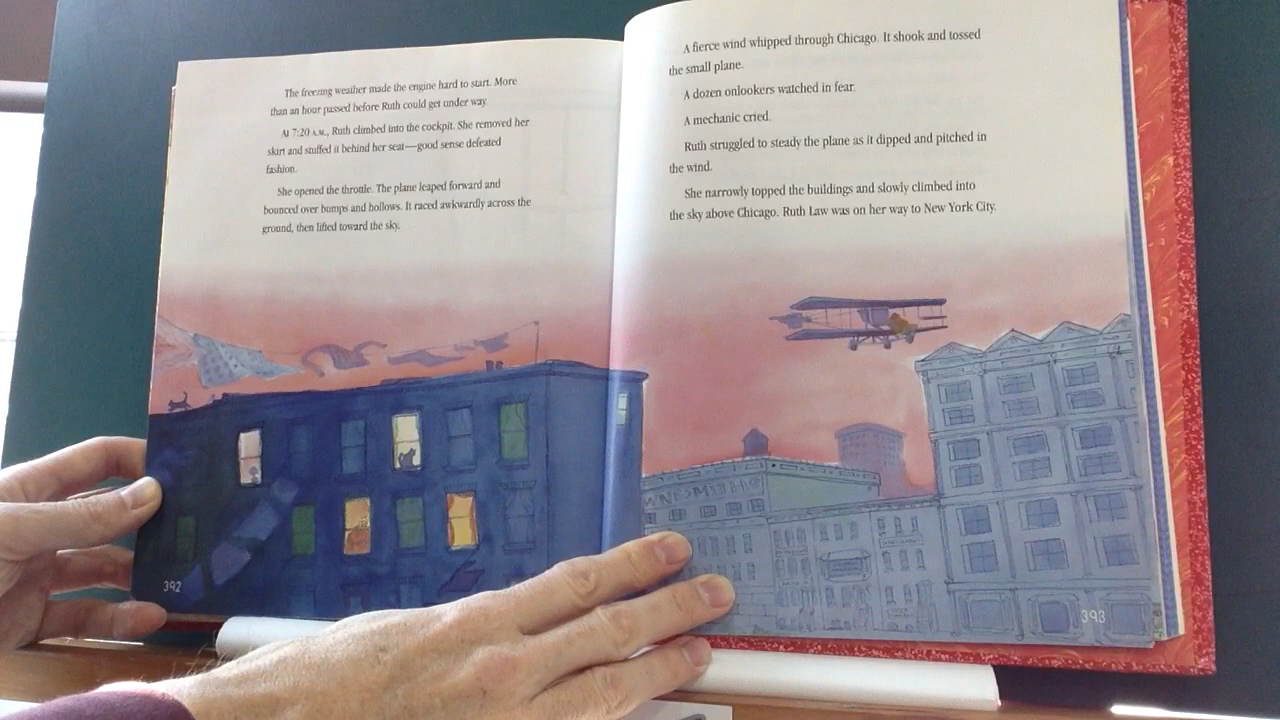 The freezing weather made the engine hard to start. More
than an hour passed before Ruth could get under way.
At 7:20 A.M., Ruth climbed into the cockpit. She removed her
skirt and stuffed it behind her seat—good sense defeated
fashion.
She opened the throttle. The plane leaped forward and
bounced over bumps and hollows. It raced awkwardly across the
ground, then lifted toward the sky.
392
A fierce wind whipped through Chicago. It shook and tossed
the small plane.
A dozen onlookers watched in fear.
A mechanic cried.
Ruth struggled to steady the plane as it dipped and pitched in
the wind.
She narrowly topped the buildings and slowly climbed into
the sky above Chicago. Ruth Law was on her way to New York City.
393